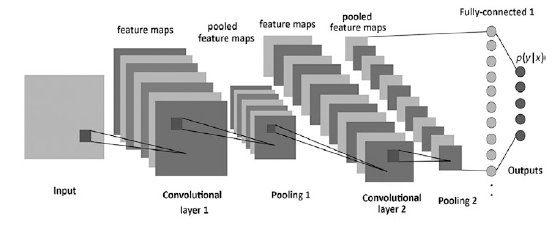 feature maps
pooled
feature maps
feature maps
pooled
feature maps
Fully-connected 1
p(y|x)
Input
Convolutional
layer 1
Pooling 1
Convolutional
layer 2
Pooling 2
Outputs